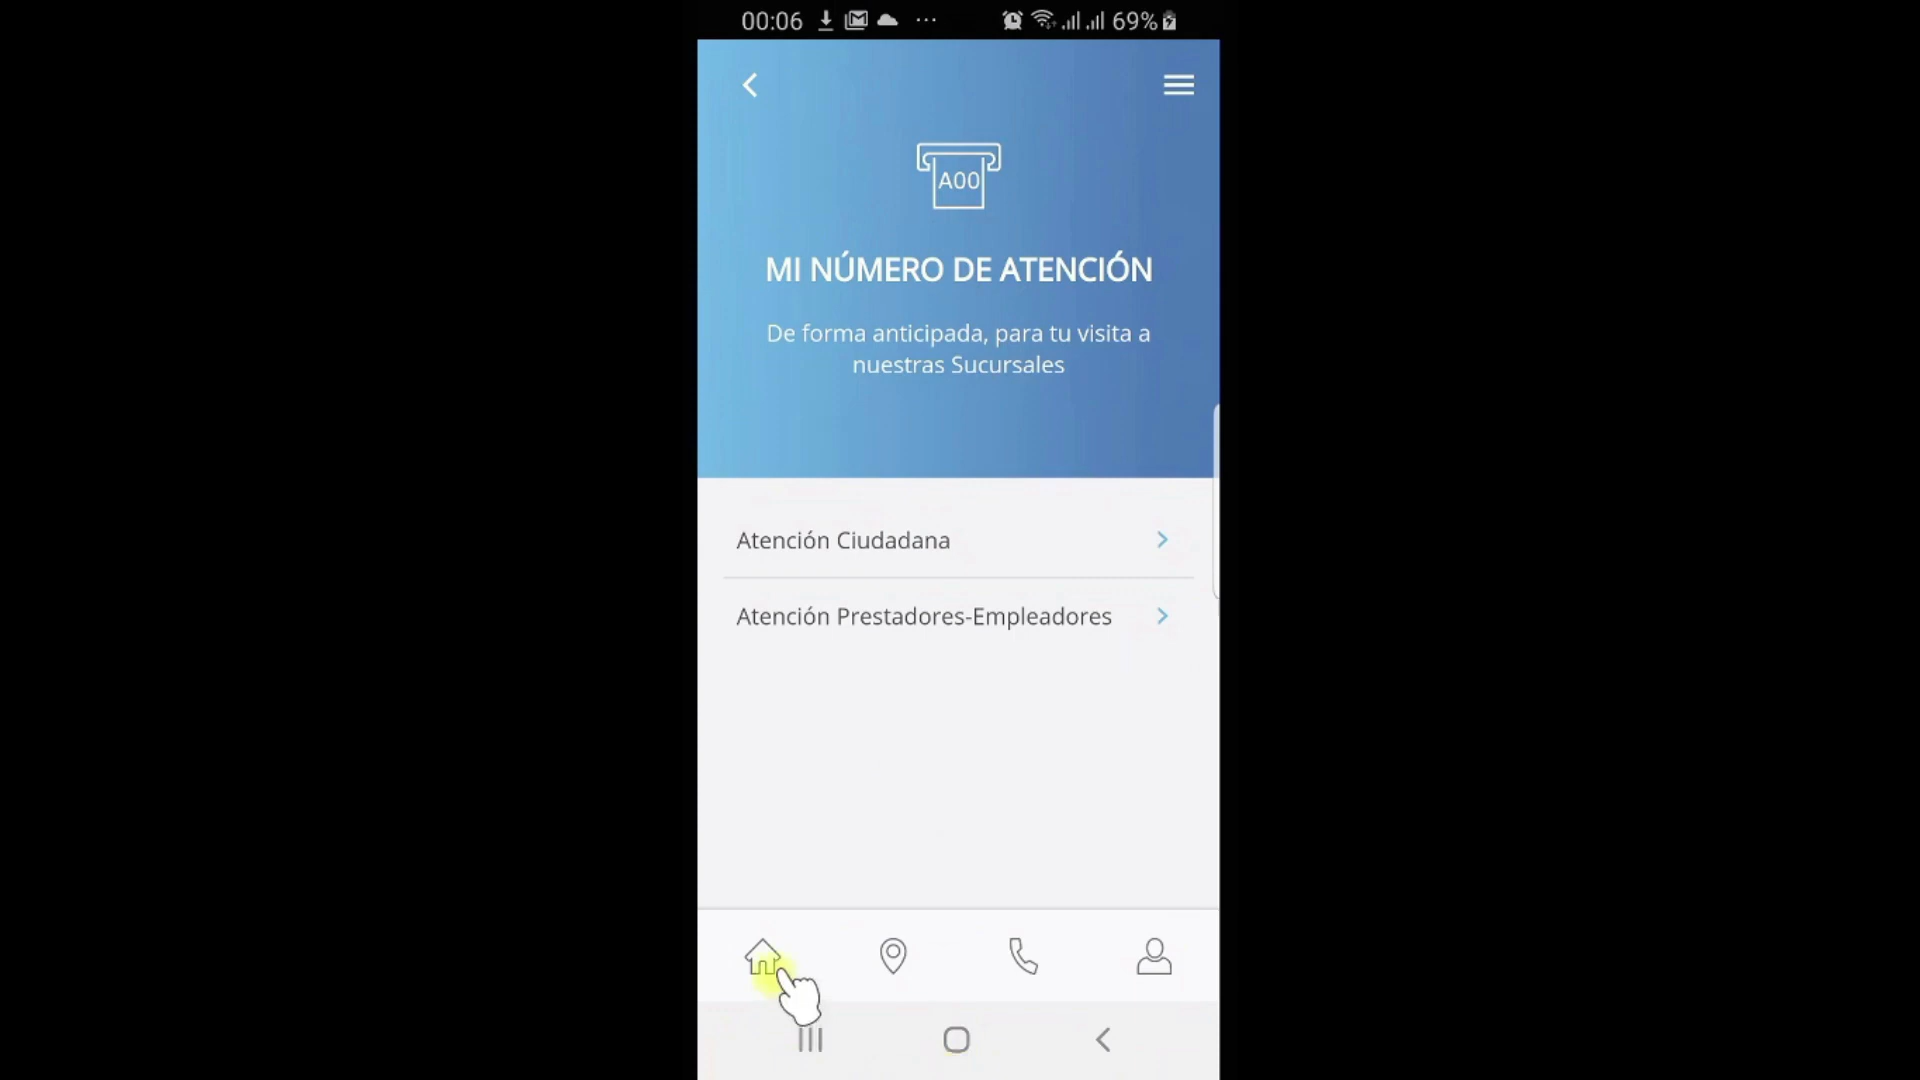 00:06 ... 69%
A00
MI NÚMERO DE ATENCIÓN
De forma anticipada, para tu visita a
nuestras Sucursales
Atención Ciudadana
Atención Prestadores-Empleadores